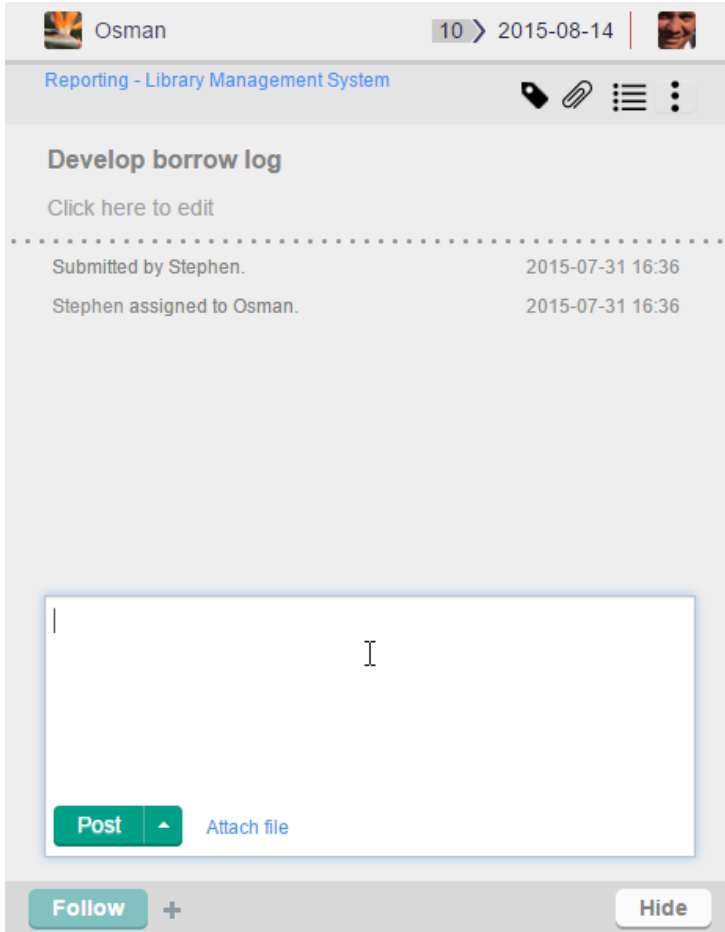 Osman 10 2015-08-14
Reporting - Library Management System
Develop borrow log
Click here to edit
Submitted by Stephen. 2015-07-31 16:36
Stephen assigned to Osman. 2015-07-31 16:36
Post Attach file
Follow + Hide